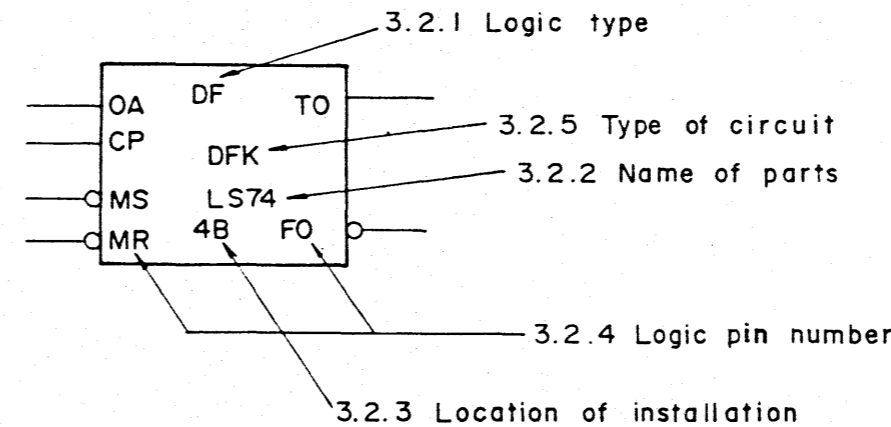 3.2.1 Logic type
DF
OA
TO
CP
3.2.5 Type of circuit
DFK
3.2.2 Name of parts
MS
LS74
MR
4B
FO
3.2.4 Logic pin number
3.2.3 Location of installation